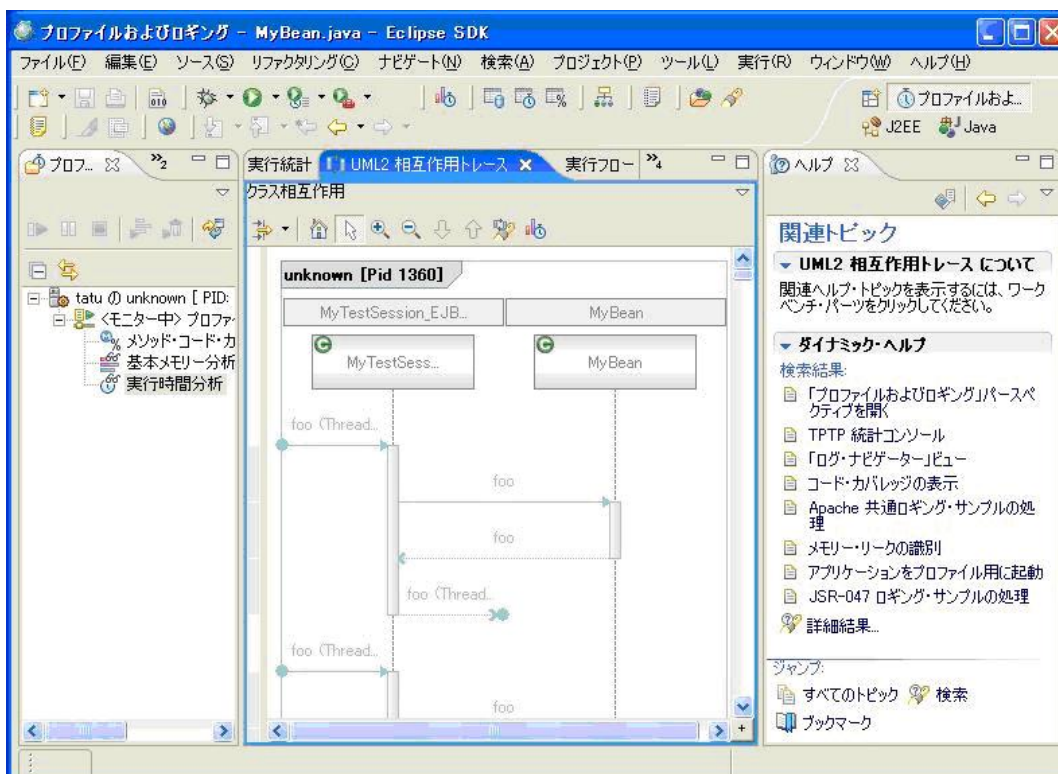 プロファイルおよびロギング - MyBean.java - Eclipse SDK
ファイル(F) 編集(E) ソース(S) リファクタリング(C) ナビゲート(N) 検索(A) プロジェクト(P) ツール(L) 実行(R) ウィンドウ(W) ヘルプ(H)
プロファイルおよ...
J2EE Java
プロフ... »2
実行統計 UML2 相互作用トレース 実行フロー »4
ヘルプ
クラス相互作用
関連トピック
UML2 相互作用トレース について
関連ヘルプ・トピックを表示するには、ワーク
ベンチ・パーツをクリックしてください。
ダイナミック・ヘルプ
検索結果:
「プロファイルおよびロギング」パースペ
クティブを開く
TPTP 統計コンソール
「ログ・ナビゲーター」ビュー
コード・カバレッジの表示
Apache 共通ロギング・サンプルの処
理
メモリー・リークの識別
アプリケーションをプロファイル用に起動
JSR-047 ロギング・サンプルの処理
詳細結果...
ジャンプ:
すべてのトピック 検索
ブックマーク
tatu の unknown [ PID:
<モニター中> プロファ
メソッド・コード・カ
基本メモリー分析
実行時間分析
unknown [Pid 1360]
MyTestSession_EJB... MyBean
MyTestSess... MyBean
foo (Thread...
foo
foo
foo (Thread...
foo (Thread...
foo